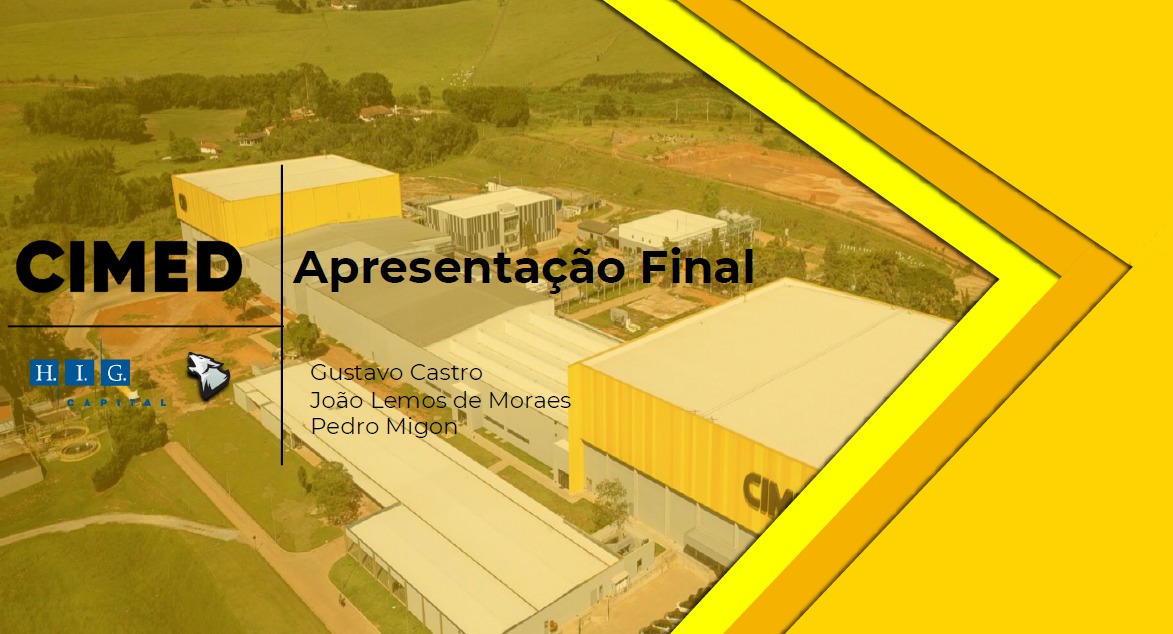 CIMED
Apresentação Final
H. I. G.
CAPITAL
Gustavo Castro
João Lemos de Moraes
Pedro Migon
CIM